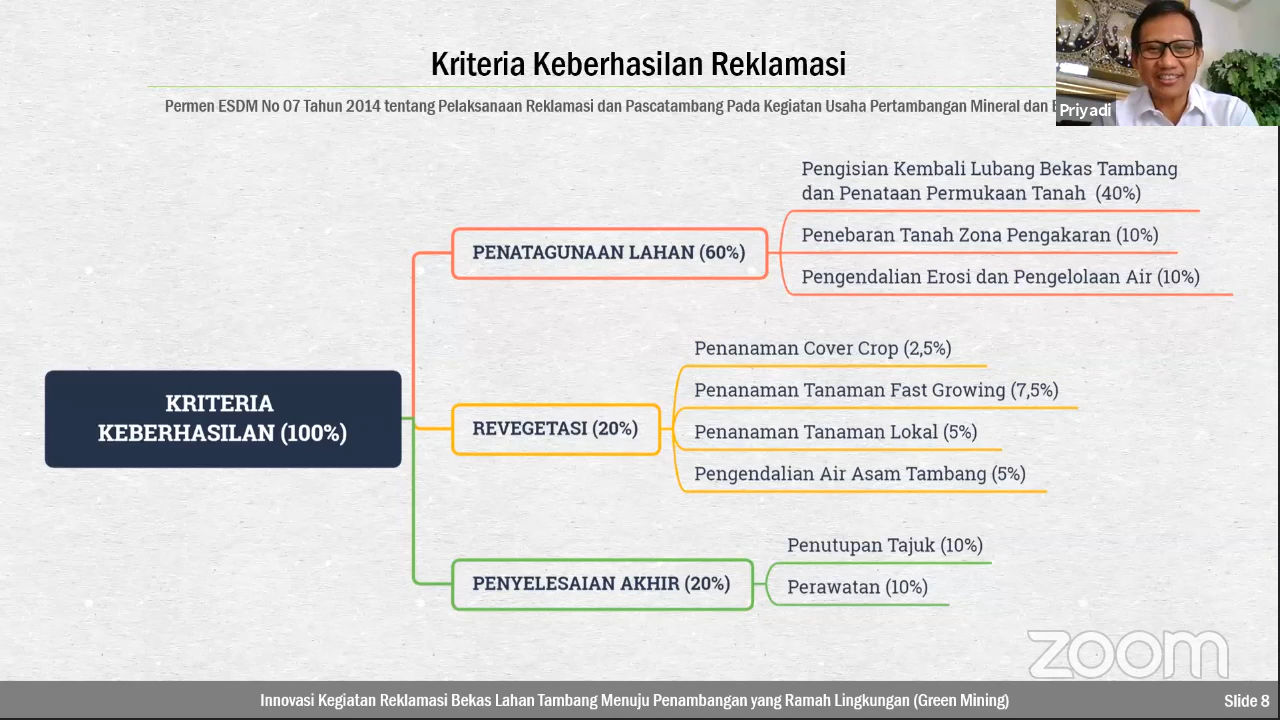 Kriteria Keberhasilan Reklamasi
Permen ESDM No 07 Tahun 2014 tentang Pelaksanaan Reklamasi dan Pascatambang Pada Kegiatan Usaha Pertambangan Mineral dan
Priyadi
Pengisian Kembali Lubang Bekas Tambang
dan Penataan Permukaan Tanah (40%)
PENATAGUNAAN LAHAN (60%)
Penebaran Tanah Zona Pengakaran (10%)
Pengendalian Erosi dan Pengelolaan Air (10%)
KRITERIA
KEBERHASILAN (100%)
Penanaman Cover Crop (2,5%)
Penanaman Tanaman Fast Growing (7,5%)
REVEGETASI (20%)
Penanaman Tanaman Lokal (5%)
Pengendalian Air Asam Tambang (5%)
Penutupan Tajuk (10%)
PENYELESAIAN AKHIR (20%)
Perawatan (10%)
zoom
Innovasi Kegiatan Reklamasi Bekas Lahan Tambang Menuju Penambangan yang Ramah Lingkungan (Green Mining)
Slide 8